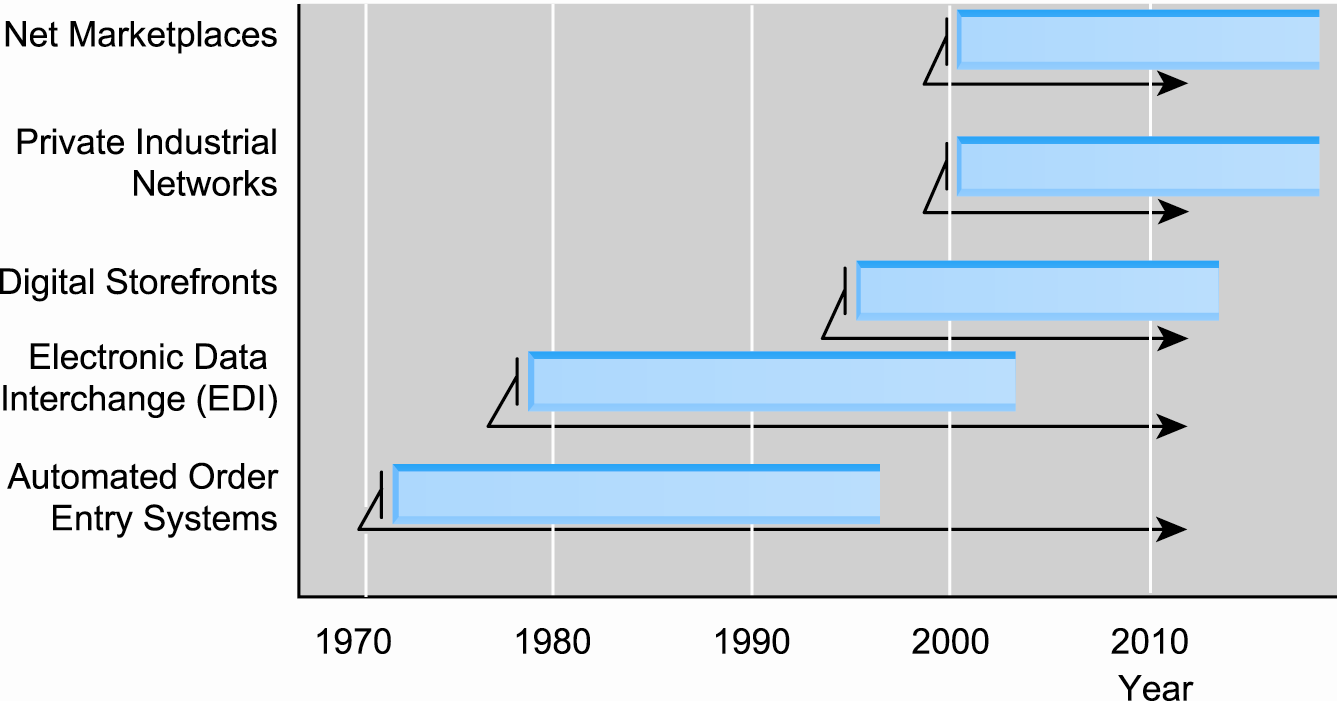 Net Marketplaces
Private Industrial
Networks
Digital Storefronts
Electronic Data
Interchange (EDI)
Automated Order
Entry Systems
1970 1980 1990 2000 2010
Year